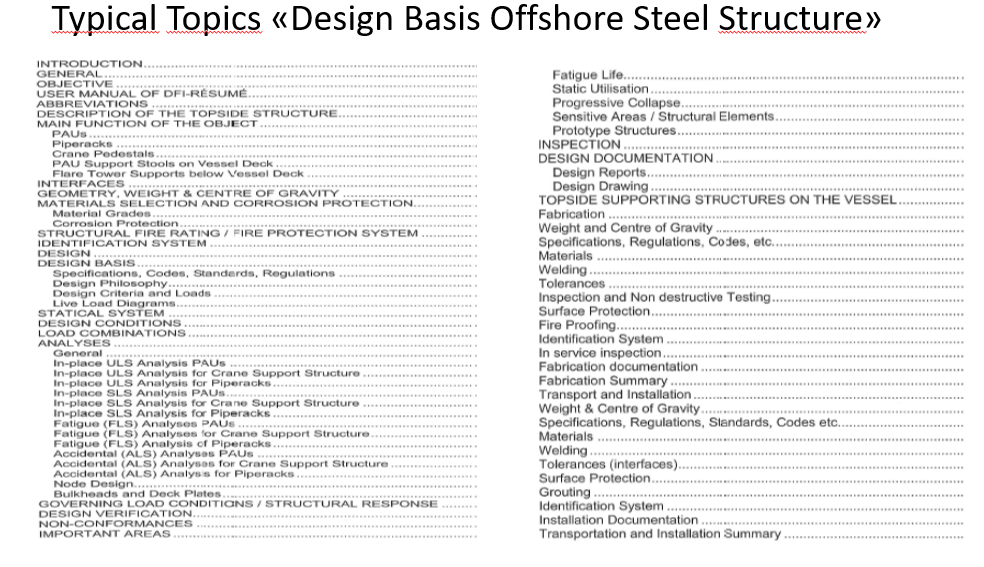 Typical Topics «Design Basis Offshore Steel Structure»
INTRODUCTION
GENERAL
OBJECTIVE
USER MANUAL OF DFI-RÉSUMÉ
ABBREVIATIONS
DESCRIPTION OF THE TOPSIDE STRUCTURE
MAIN FUNCTION OF THE OBJECT
PAUs
Piperacks
Crane Pedestals
PAU Support Stools on Vessel Deck
Flare Tower Supports below Vessel Deck
INTERFACES
GEOMETRY, WEIGHT & CENTRE OF GRAVITY
MATERIALS SELECTION AND CORROSION PROTECTION
Material Grades
Corrosion Protection
STRUCTURAL FIRE RATING / FIRE PROTECTION SYSTEM
IDENTIFICATION SYSTEM
DESIGN
DESIGN BASIS
Specifications, Codes, Standards, Regulations
Design Philosophy
Design Criteria and Loads
Live Load Diagrams
STATICAL SYSTEM
DESIGN CONDITIONS
LOAD COMBINATIONS
ANALYSES
General
In-place ULS Analysis PAUs
In-place ULS Analysis for Crane Support Structure
In-place ULS Analysis for Piperacks
In-place SLS Analysis PAUs
In-place SLS Analysis for Crane Support Structure
In-place SLS Analysis for Piperacks
Fatigue (FLS) Analyses PAUs
Fatigue (FLS) Analyses for Crane Support Structure
Fatigue (FLS) Analysis of Piperacks
Accidental (ALS) Analyses PAUs
Accidental (ALS) Analyses for Crane Support Structure
Accidental (ALS) Analysis for Piperacks
Node Design
Bulkheads and Deck Plates
GOVERNING LOAD CONDITIONS / STRUCTURAL RESPONSE
DESIGN VERIFICATION
NON-CONFORMANCES
IMPORTANT AREAS
Fatigue Life
Static Utilisation
Progressive Collapse
Sensitive Areas / Structural Elements
Prototype Structures
INSPECTION
DESIGN DOCUMENTATION
Design Reports
Design Drawing
TOPSIDE SUPPORTING STRUCTURES ON THE VESSEL
Fabrication
Weight and Centre of Gravity
Specifications, Regulations, Codes, etc.
Materials
Welding
Tolerances
Inspection and Non destructive Testing
Surface Protection
Fire Proofing
Identification System
In service inspection
Fabrication documentation
Fabrication Summary
Transport and Installation
Weight & Centre of Gravity
Specifications, Regulations, Standards, Codes etc.
Materials
Welding
Tolerances (interfaces)
Surface Protection
Grouting
Identification System
Installation Documentation
Transportation and Installation Summary